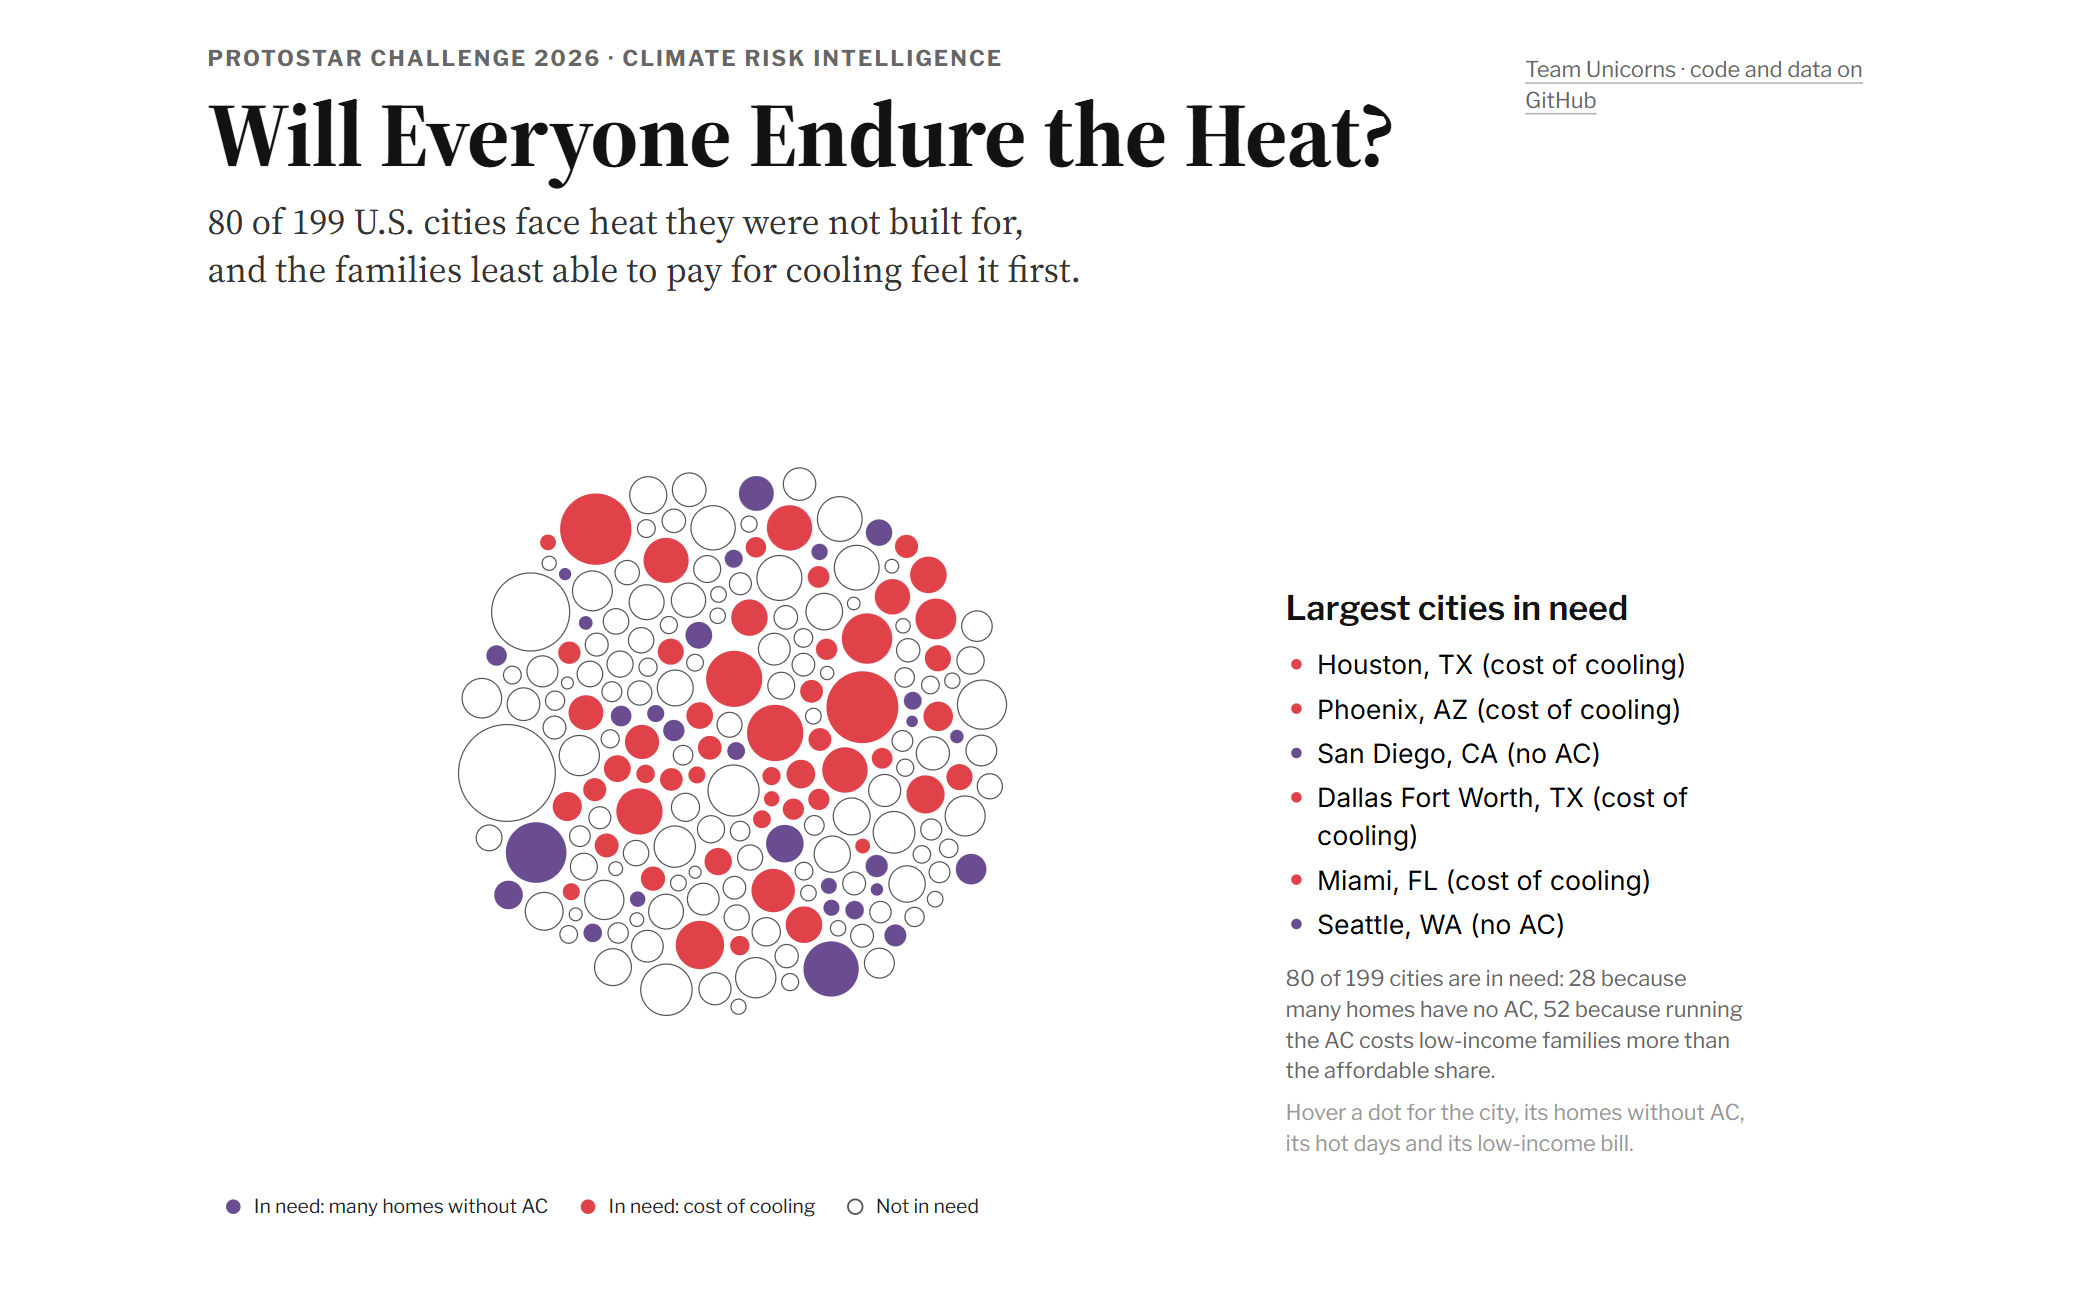 PROTOSTAR CHALLENGE 2026 · CLIMATE RISK INTELLIGENCE
Team Unicorns · code and data on
GitHub
Will Everyone Endure the Heat?
80 of 199 U.S. cities face heat they were not built for,
and the families least able to pay for cooling feel it first.
Largest cities in need
Houston, TX (cost of cooling)
Phoenix, AZ (cost of cooling)
San Diego, CA (no AC)
Dallas Fort Worth, TX (cost of
cooling)
Miami, FL (cost of cooling)
Seattle, WA (no AC)
80 of 199 cities are in need: 28 because
many homes have no AC, 52 because running
the AC costs low-income families more than
the affordable share.
Hover a dot for the city, its homes without AC,
its hot days and its low-income bill.
In need: many homes without AC
In need: cost of cooling
Not in need